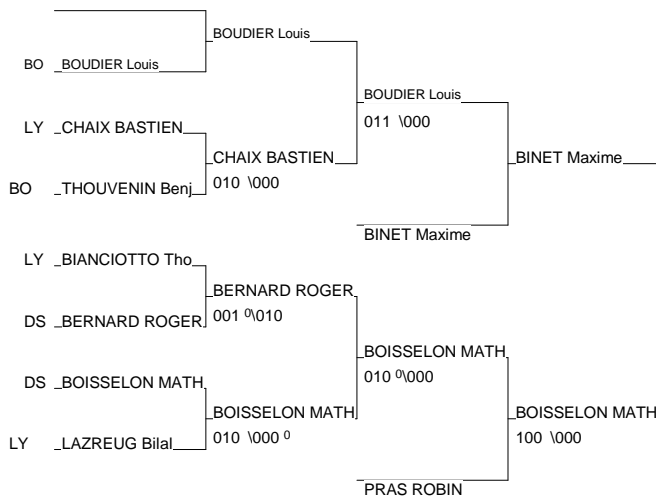 BOUDIER Louis
BO BOUDIER Louis
BOUDIER Louis
LY CHAIX BASTIEN
011 \000
CHAIX BASTIEN
BINET Maxime
010 \000
BO THOUVENIN Benj
BINET Maxime
LY BIANCIOTTO Tho
BERNARD ROGER
001 0\010
DS BERNARD ROGER
BOISSELON MATH
010 0\000
DS BOISSELON MATH
BOISSELON MATH
BOISSELON MATH
010 \000 0
100 \000
LY LAZREUG Bilal
PRAS ROBIN